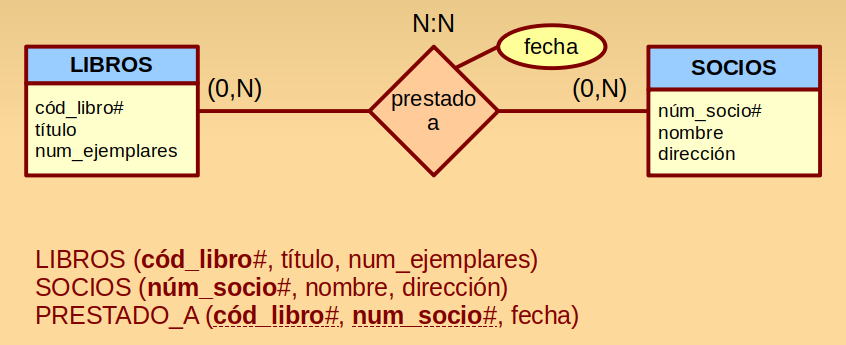 N:N
fecha
LIBROS
SOCIOS
(0,N)
(0,N)
prestado
a
cód_libro#
título
num_ejemplares
núm_socio#
nombre
dirección
LIBROS (cód_libro#, título, num_ejemplares)
SOCIOS (núm_socio#, nombre, dirección)
PRESTADO_A (cód_libro#, num_socio#, fecha)